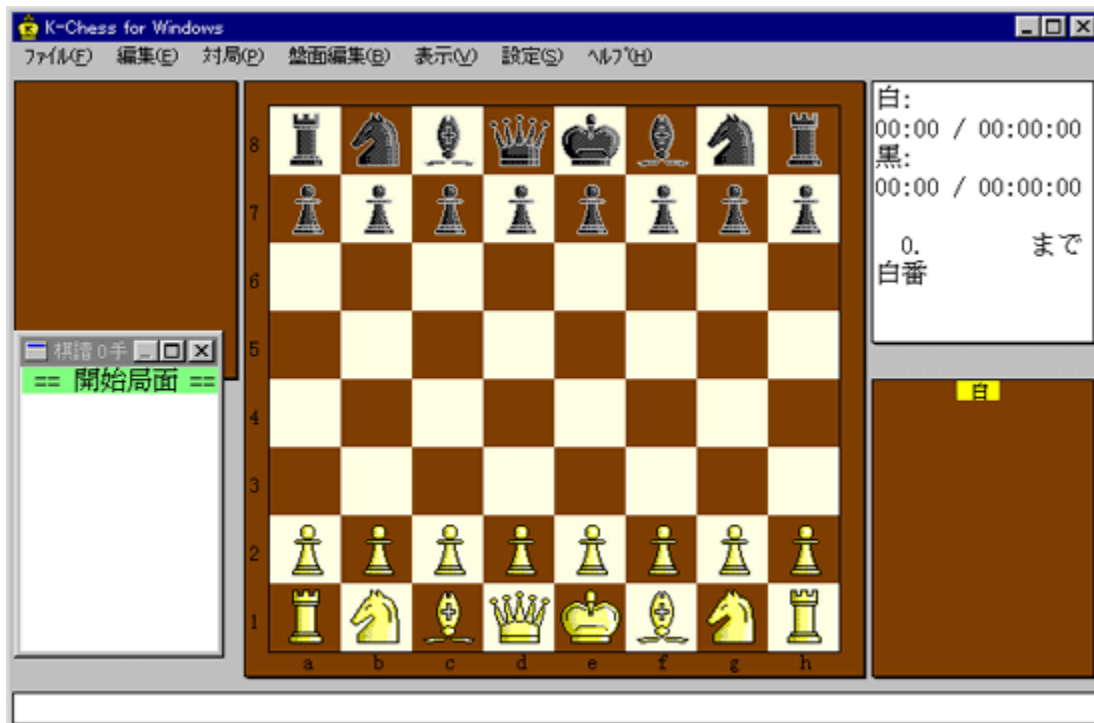 K-Chess for Windows
ファイル(F) 編集(E) 対局(P) 盤面編集(B) 表示(V) 設定(S) ヘルプ(H)
白:
00:00 / 00:00:00
黒:
00:00 / 00:00:00
0. まで
白番
8
7
6
5
棋譜 0手
== 開始局面 ==
4
白
3
2
1
a b c d e f g h